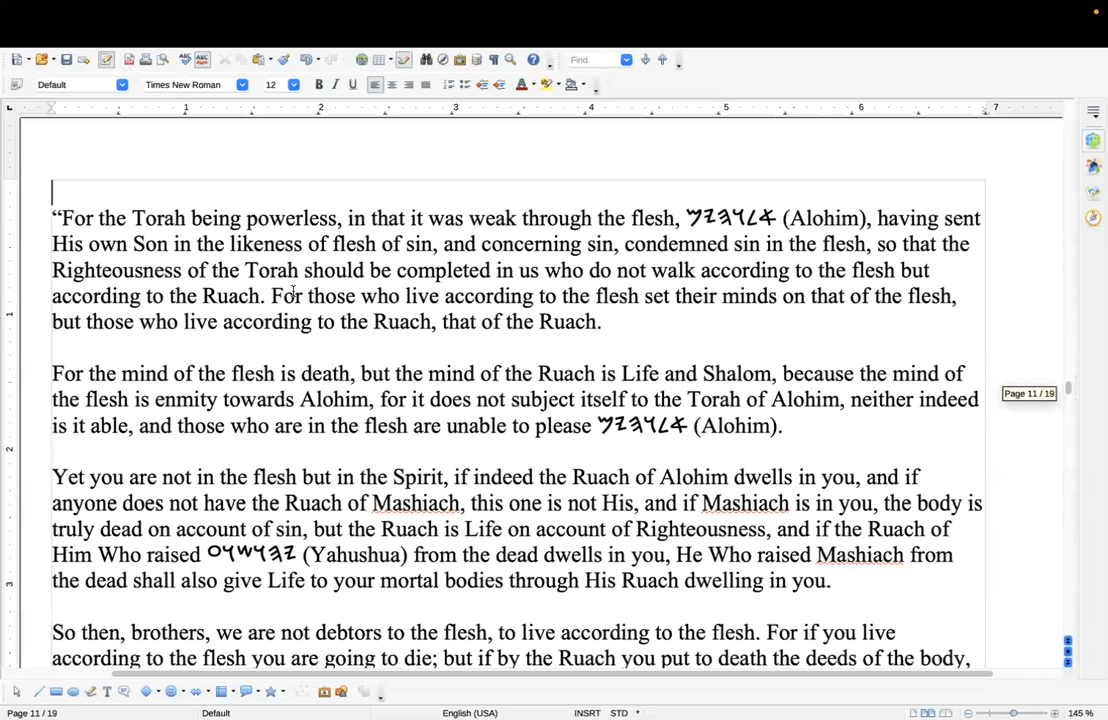 Default Times New Roman 12 Find
1 2 3 4 5 6 7
“For the Torah being powerless, in that it was weak through the flesh, 𐤌𐤉𐤄𐤅𐤋𐤀 (Alohim), having sent
His own Son in the likeness of flesh of sin, and concerning sin, condemned sin in the flesh, so that the
Righteousness of the Torah should be completed in us who do not walk according to the flesh but
according to the Ruach. For those who live according to the flesh set their minds on that of the flesh,
but those who live according to the Ruach, that of the Ruach.
For the mind of the flesh is death, but the mind of the Ruach is Life and Shalom, because the mind of
the flesh is enmity towards Alohim, for it does not subject itself to the Torah of Alohim, neither indeed
is it able, and those who are in the flesh are unable to please (Alohim).
Yet you are not in the flesh but in the Spirit, if indeed the Ruach of Alohim dwells in you, and if
anyone does not have the Ruach of Mashiach, this one is not His, and if Mashiach is in you, the body is
truly dead on account of sin, but the Ruach is Life on account of Righteousness, and if the Ruach of
Him Who raised (Yahushua) from the dead dwells in you, He Who raised Mashiach from
the dead shall also give Life to your mortal bodies through His Ruach dwelling in you.
So then, brothers, we are not debtors to the flesh, to live according to the flesh. For if you live
according to the flesh you are going to die; but if by the Ruach you put to death the deeds of the body,
Page 11 / 19
1
2
3
Page 11 / 19 Default English (USA) INSRT STD * 145 %